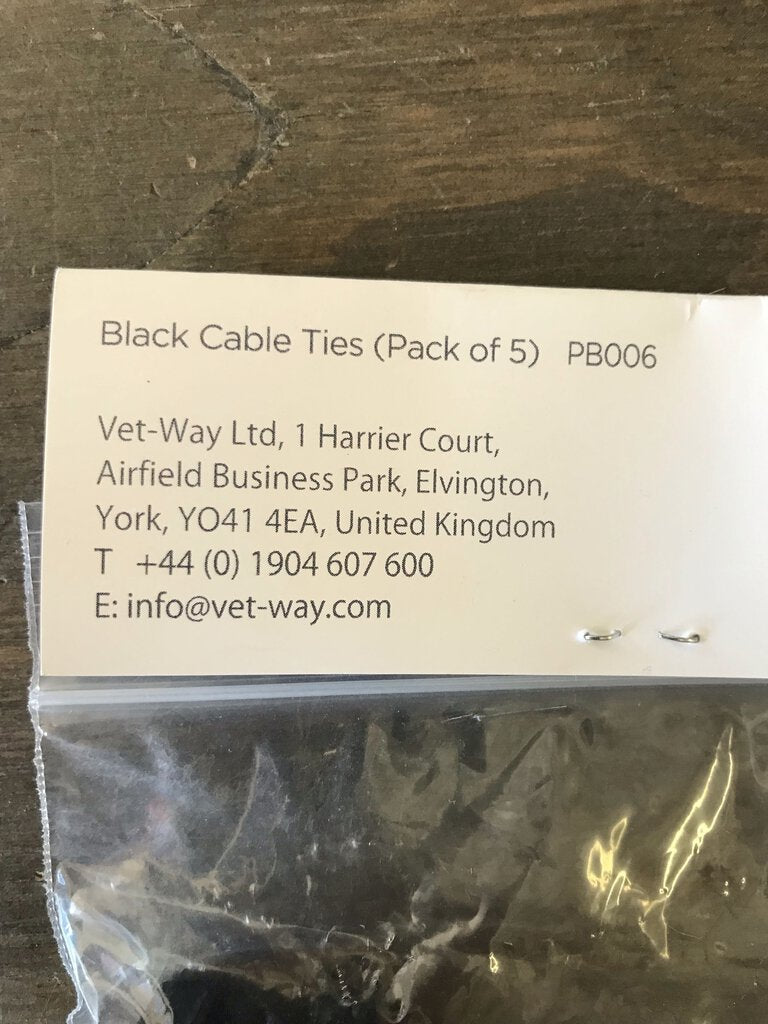 Black Cable Ties (Pack of 5) PB006
Vet-Way Ltd, 1 Harrier Court,
Airfield Business Park, Elvington,
York, YO41 4EA, United Kingdom
T +44 (0) 1904 607 600
E: info@vet-way.com